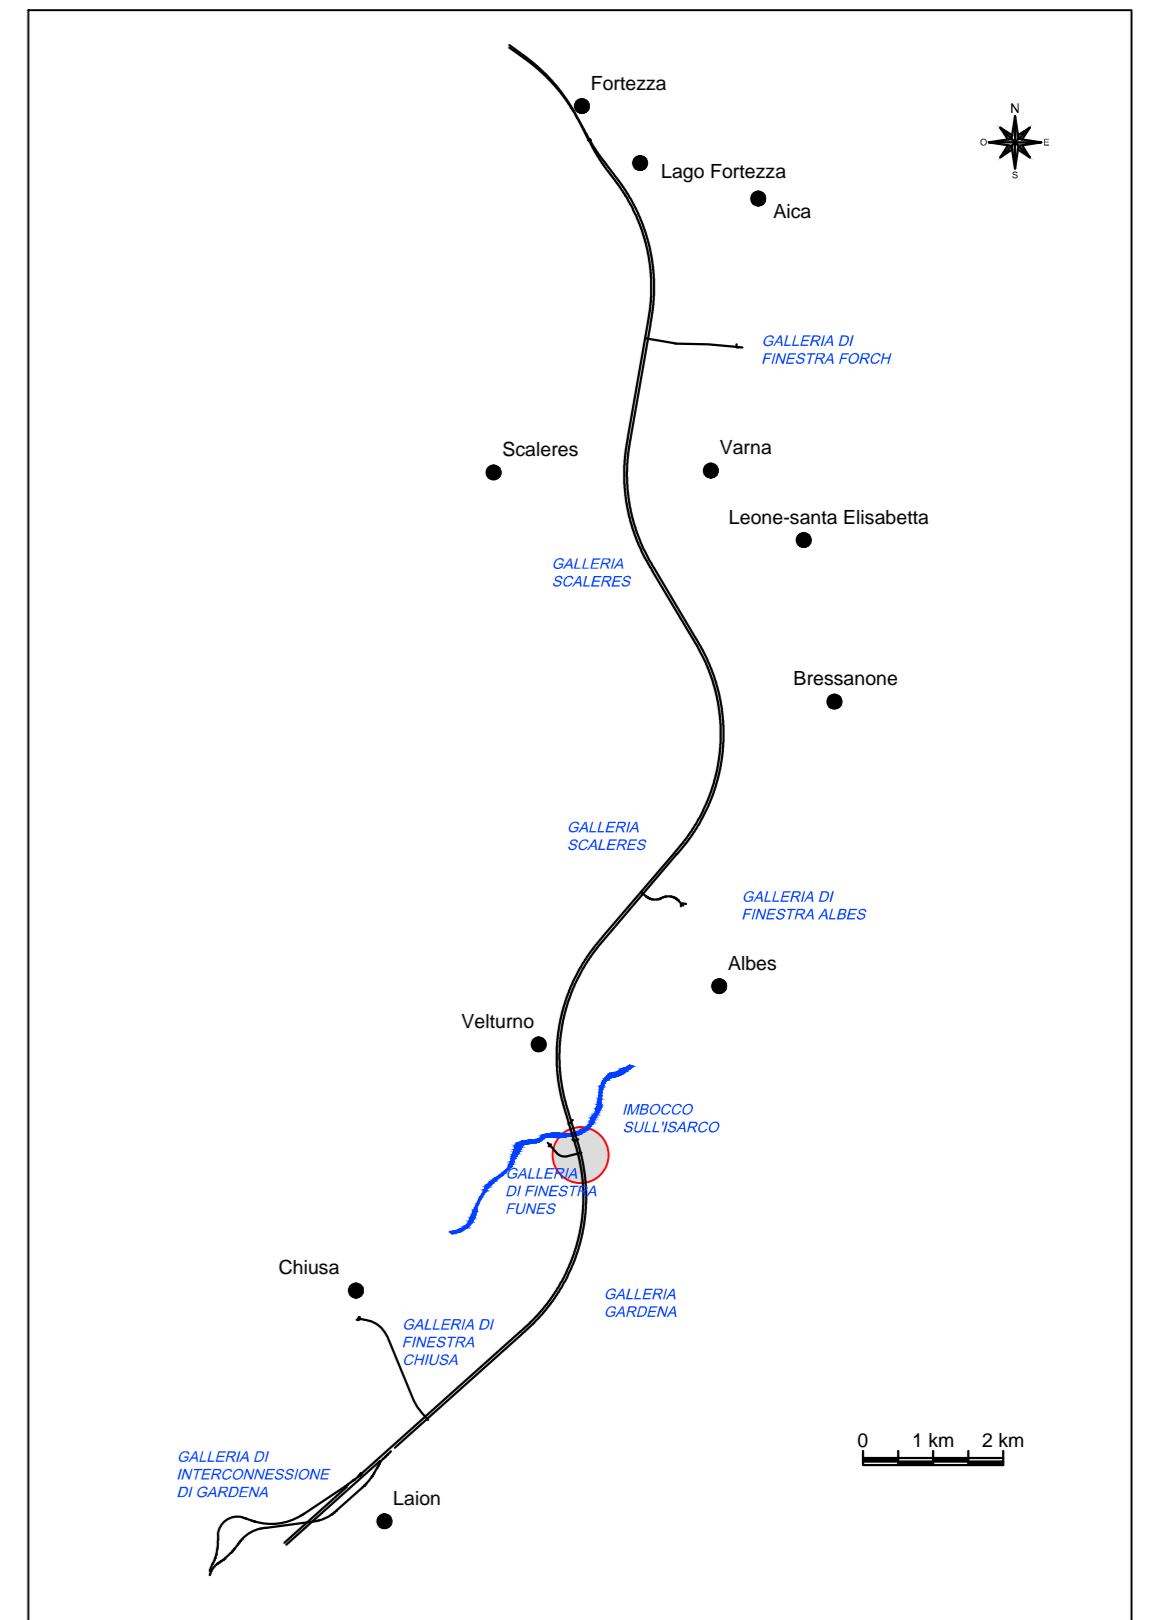 Fortezza
N
O
E
S
Lago Fortezza
Aica
GALLERIA DI
FINESTRA FORCH
Scaleres
Varna
Leone-santa Elisabetta
GALLERIA
SCALERES
Bressanone
GALLERIA
SCALERES
GALLERIA DI
FINESTRA ALBES
Albes
Velturno
IMBOCCO
SULL'ISARCO
GALLERIA
DI FINESTRA
FUNES
Chiusa
GALLERIA
GARDENA
GALLERIA DI
FINESTRA
CHIUSA
0 1 km 2 km
GALLERIA DI
INTERCONNESSIONE
DI GARDENA
Laion